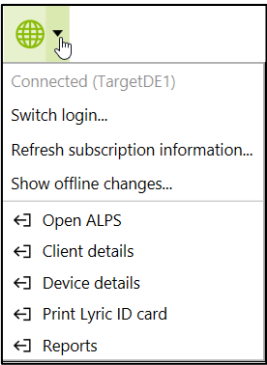 Connected (TargetDE1)
Switch login...
Refresh subscription information...
Show offline changes...
Open ALPS
Client details
Device details
Print Lyric ID card
Reports